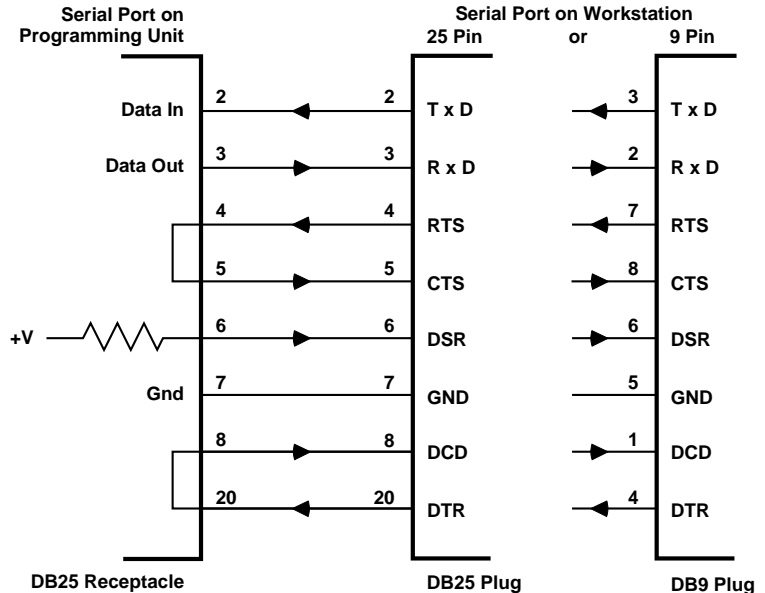 Serial Port on
Programming Unit
Serial Port on Workstation
25 Pin or 9 Pin
Data In 2 2 T x D 3 T x D
Data Out 3 3 R x D 2 R x D
4 4 RTS 7 RTS
5 5 CTS 8 CTS
+V 6 6 DSR 6 DSR
Gnd 7 7 GND 5 GND
8 8 DCD 1 DCD
20 20 DTR 4 DTR
DB25 Receptacle DB25 Plug DB9 Plug